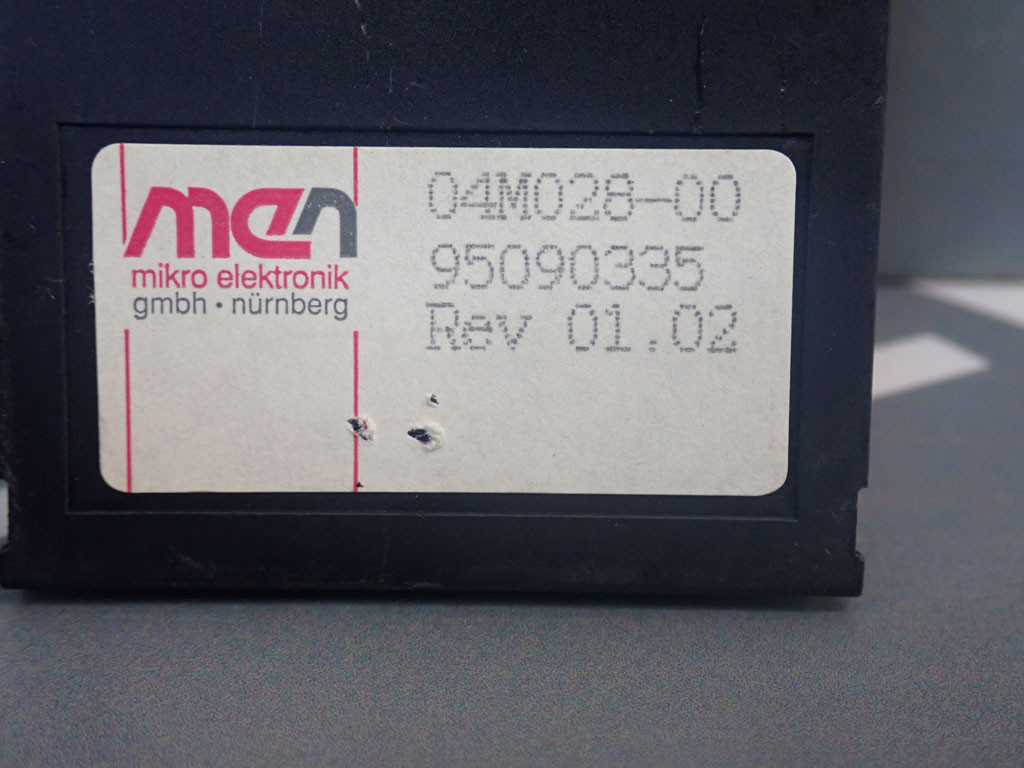 men
mikro elektronik
gmbh · nürnberg
04M028-00
95090335
Rev 01.02